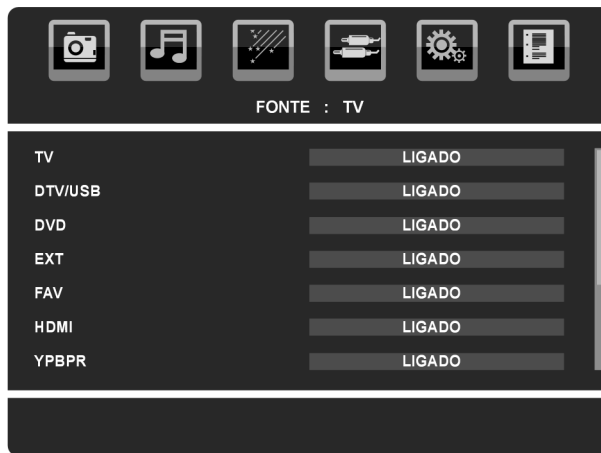 FONTE : TV
TV LIGADO
DTV/USB LIGADO
DVD LIGADO
EXT LIGADO
FAV LIGADO
HDMI LIGADO
YPBPR LIGADO